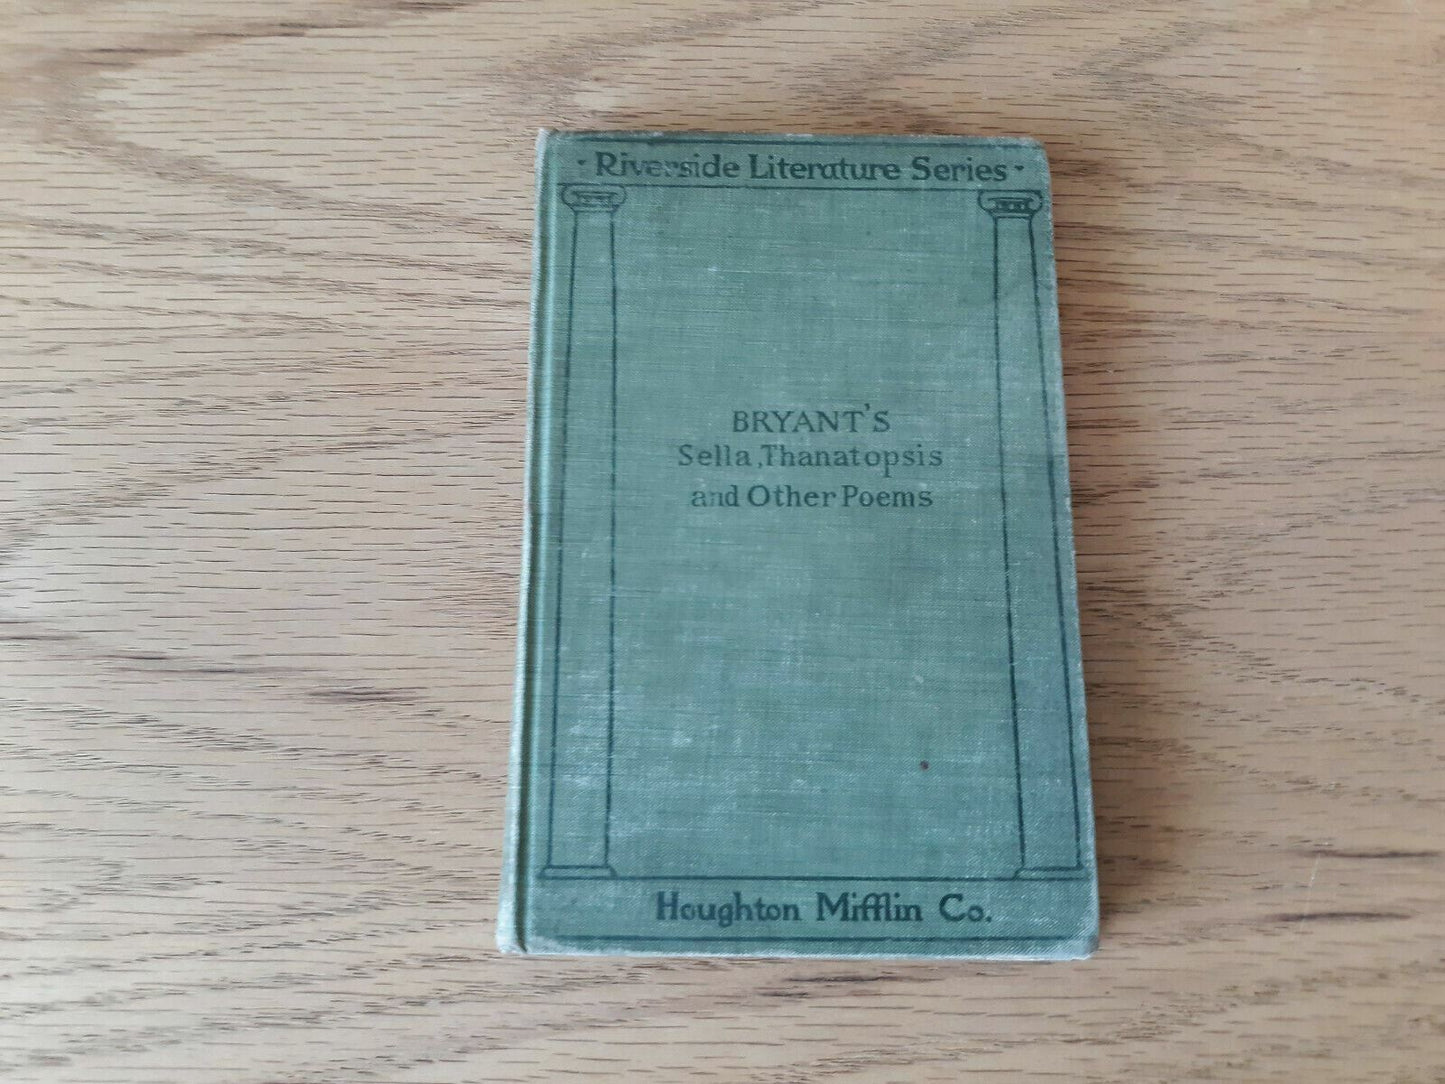 · Riverside Literature Series ·
BRYANT'S
Sella, Thanatopsis
and Other Poems
Houghton Mifflin Co.